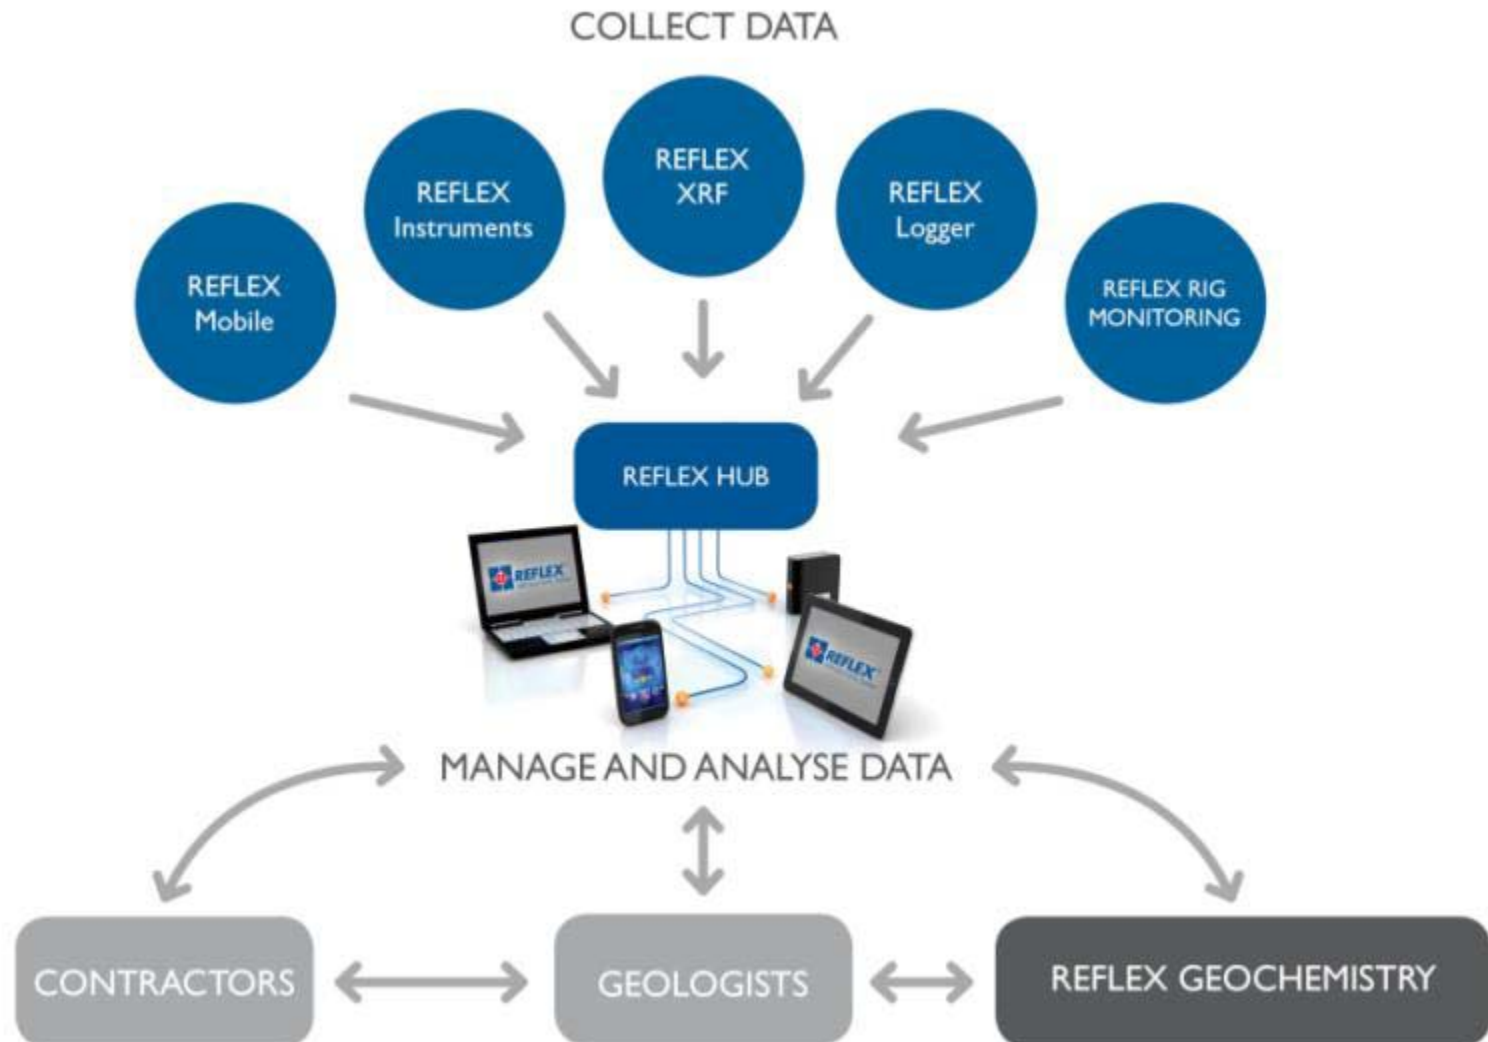 COLLECT DATA
REFLEX
Mobile
REFLEX
Instruments
REFLEX
XRF
REFLEX
Logger
REFLEX RIG
MONITORING
REFLEX HUB
REFLEX
REFLEX
MANAGE AND ANALYSE DATA
CONTRACTORS
GEOLOGISTS
REFLEX GEOCHEMISTRY